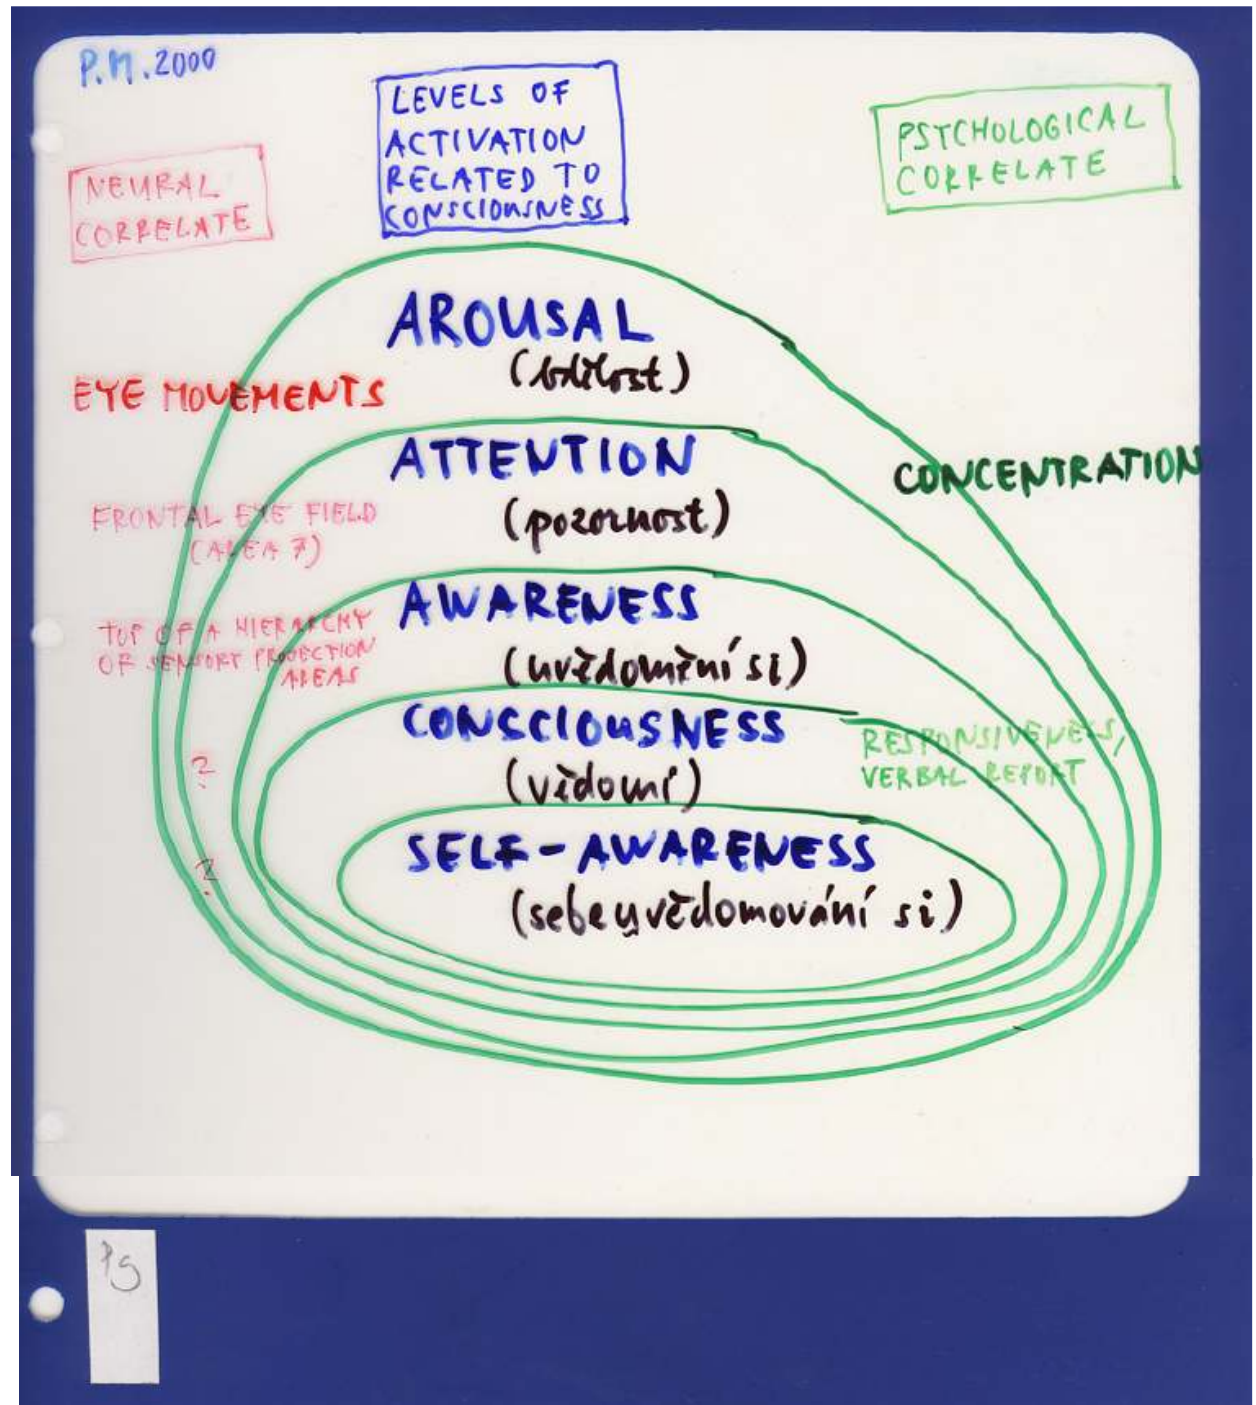 P.M.2000
LEVELS OF
ACTIVATION
RELATED TO
CONSCIOUSNESS
PSYCHOLOGICAL
CORRELATE
NEURAL
CORRELATE
AROUSAL
(bdělost)
EYE MOVEMENTS
ATTENTION
CONCENTRATION
(pozornost)
FRONTAL EYE FIELD
(AREA 7)
AWARENESS
TOP OF A HIERARCHY
OF SENSORY PROJECTION
AREAS
(uvědomění si)
CONSCIOUSNESS
(vědomí)
RESPONSIVENESS,
VERBAL REPORT
?
SELF-AWARENESS
?
(sebeuvědomování si)